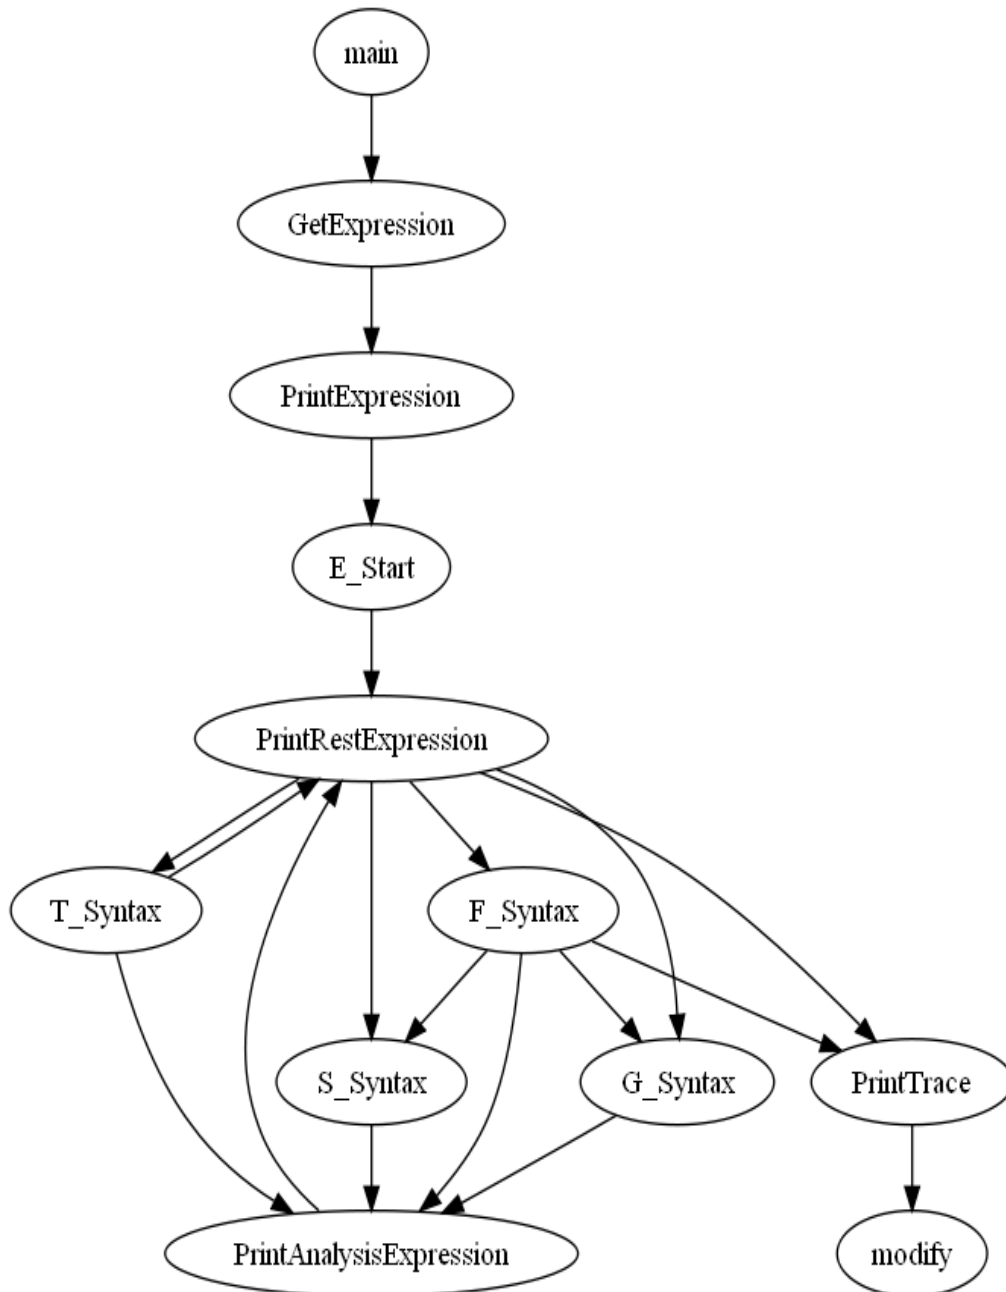 main
GetExpression
PrintExpression
E_Start
PrintRestExpression
T_Syntax
F_Syntax
S_Syntax
G_Syntax
PrintTrace
PrintAnalysisExpression
modify